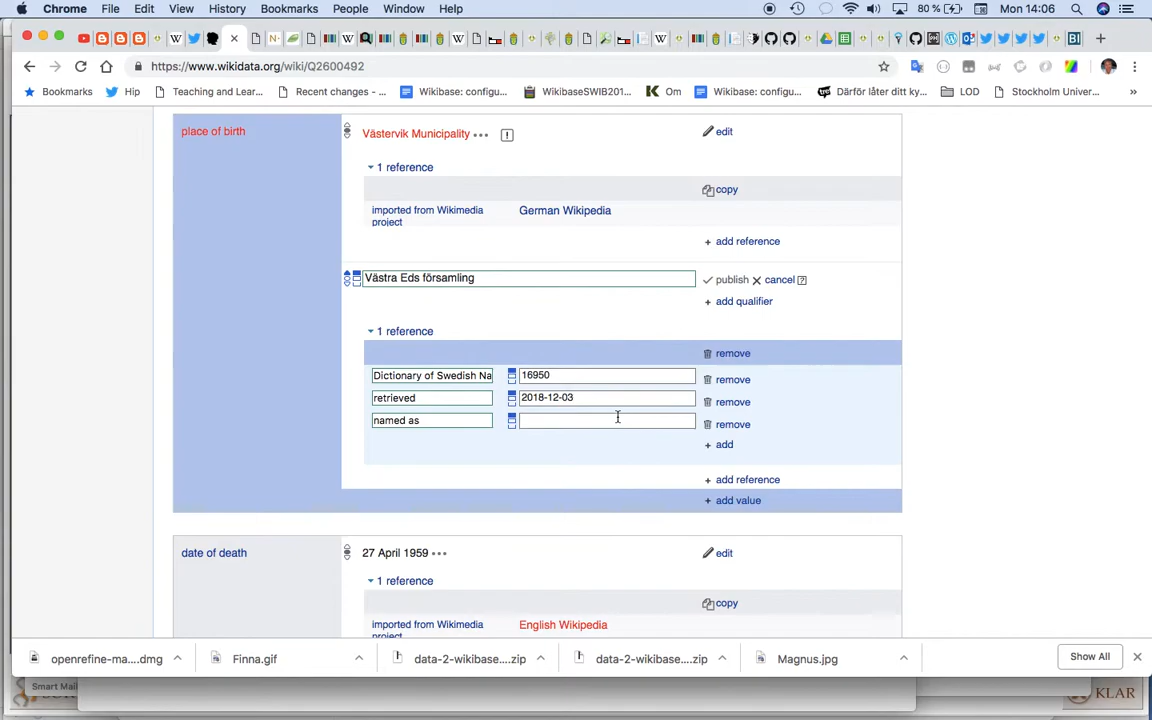 Chrome File Edit View History Bookmarks People Window Help 80 % Mon 14:06
https://www.wikidata.org/wiki/Q2600492
Bookmarks Hip Teaching and Lear... Recent changes - ... Wikibase: configu... WikibaseSWIB201... Om Wikibase: configu... Därför låter ditt ky... LOD Stockholm Univer...
place of birth
Västervik Municipality
edit
1 reference
copy
imported from Wikimedia project
German Wikipedia
+ add reference
Västra Eds församling
publish cancel [?]
+ add qualifier
1 reference
remove
Dictionary of Swedish Na 16950 remove
retrieved 2018-12-03 remove
named as remove
+ add
+ add reference
+ add value
date of death
27 April 1959
edit
1 reference
copy
imported from Wikimedia project
English Wikipedia
openrefine-ma....dmg Finna.gif data-2-wikibase....zip data-2-wikibase....zip Magnus.jpg Show All
Smart Mail
KLAR